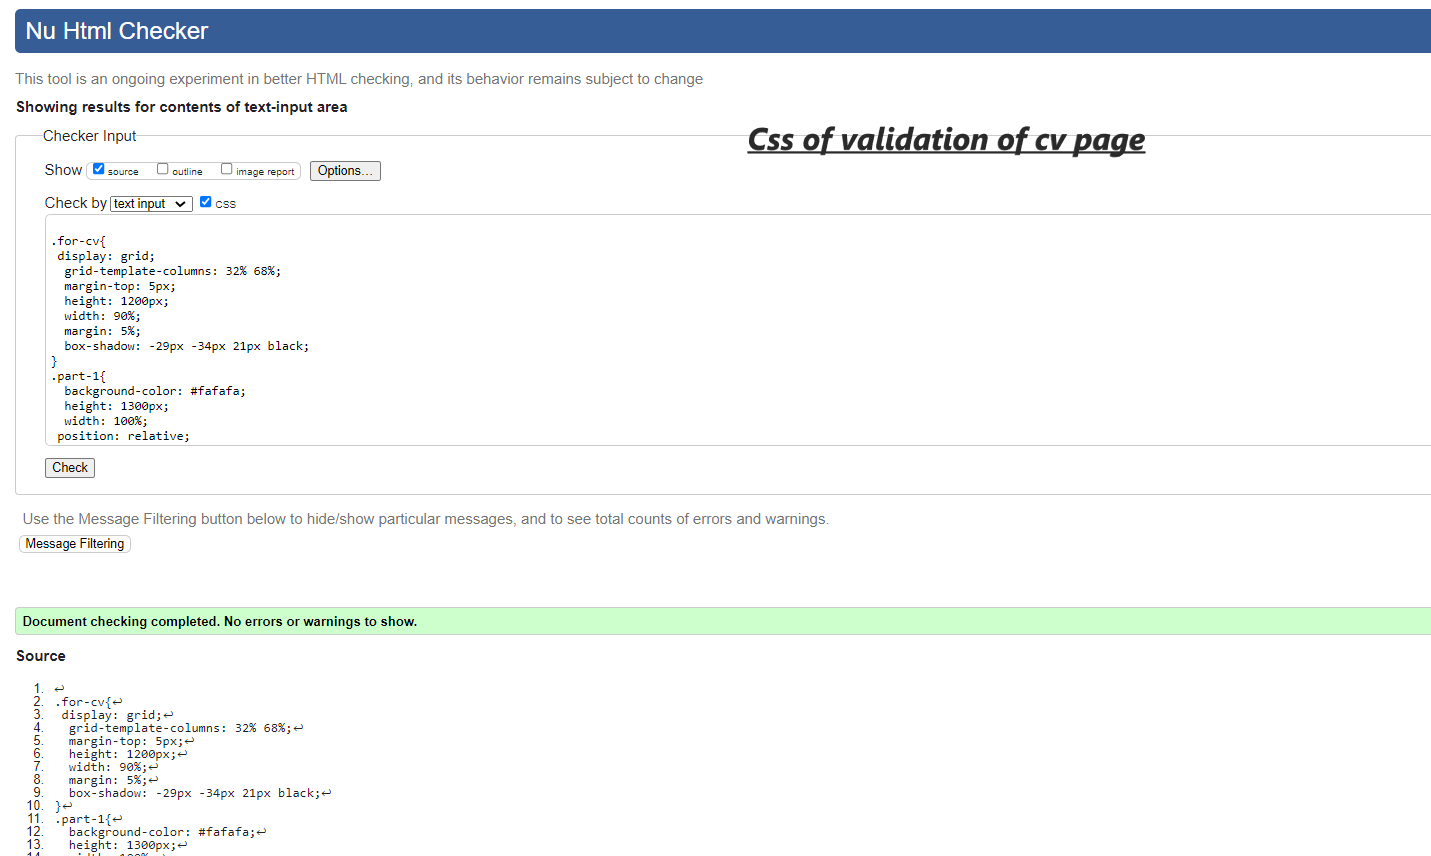 Nu Html Checker
This tool is an ongoing experiment in better HTML checking, and its behavior remains subject to change
Showing results for contents of text-input area
Checker Input
Css of validation of cv page
Show source outline image report Options...
Check by text input css
.for-cv{
display: grid;
grid-template-columns: 32% 68%;
margin-top: 5px;
height: 1200px;
width: 90%;
margin: 5%;
box-shadow: -29px -34px 21px black;
}
.part-1{
background-color: #fafafa;
height: 1300px;
width: 100%;
position: relative;
Check
Use the Message Filtering button below to hide/show particular messages, and to see total counts of errors and warnings.
Message Filtering
Document checking completed. No errors or warnings to show.
Source
1. ↩
2. .for-cv{↩
3. display: grid;↩
4. grid-template-columns: 32% 68%;↩
5. margin-top: 5px;↩
6. height: 1200px;↩
7. width: 90%;↩
8. margin: 5%;↩
9. box-shadow: -29px -34px 21px black;↩
10. }↩
11. .part-1{↩
12. background-color: #fafafa;↩
13. height: 1300px;↩